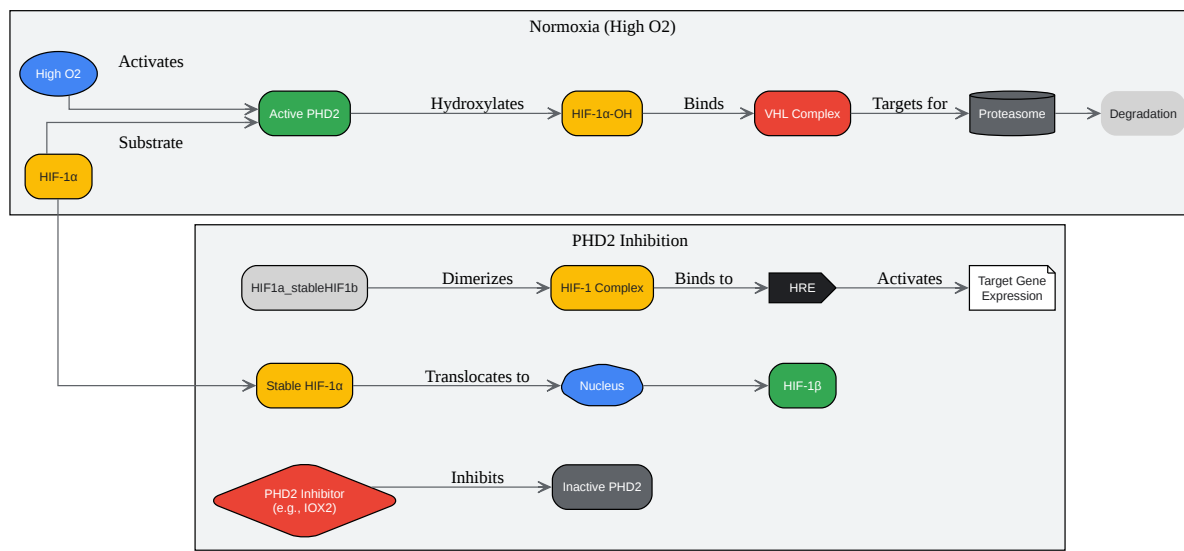 Normoxia (High O2)
Activates
High O2
Active PHD2
Hydroxylates
HIF-1α-OH
Binds
VHL Complex
Targets for
Proteasome
Degradation
Substrate
HIF-1α
PHD2 Inhibition
HIF1a_stableHIF1b
Dimerizes
HIF-1 Complex
Binds to
HRE
Activates
Target Gene
Expression
Stable HIF-1α
Translocates to
Nucleus
HIF-1β
PHD2 Inhibitor
(e.g., IOX2)
Inhibits
Inactive PHD2